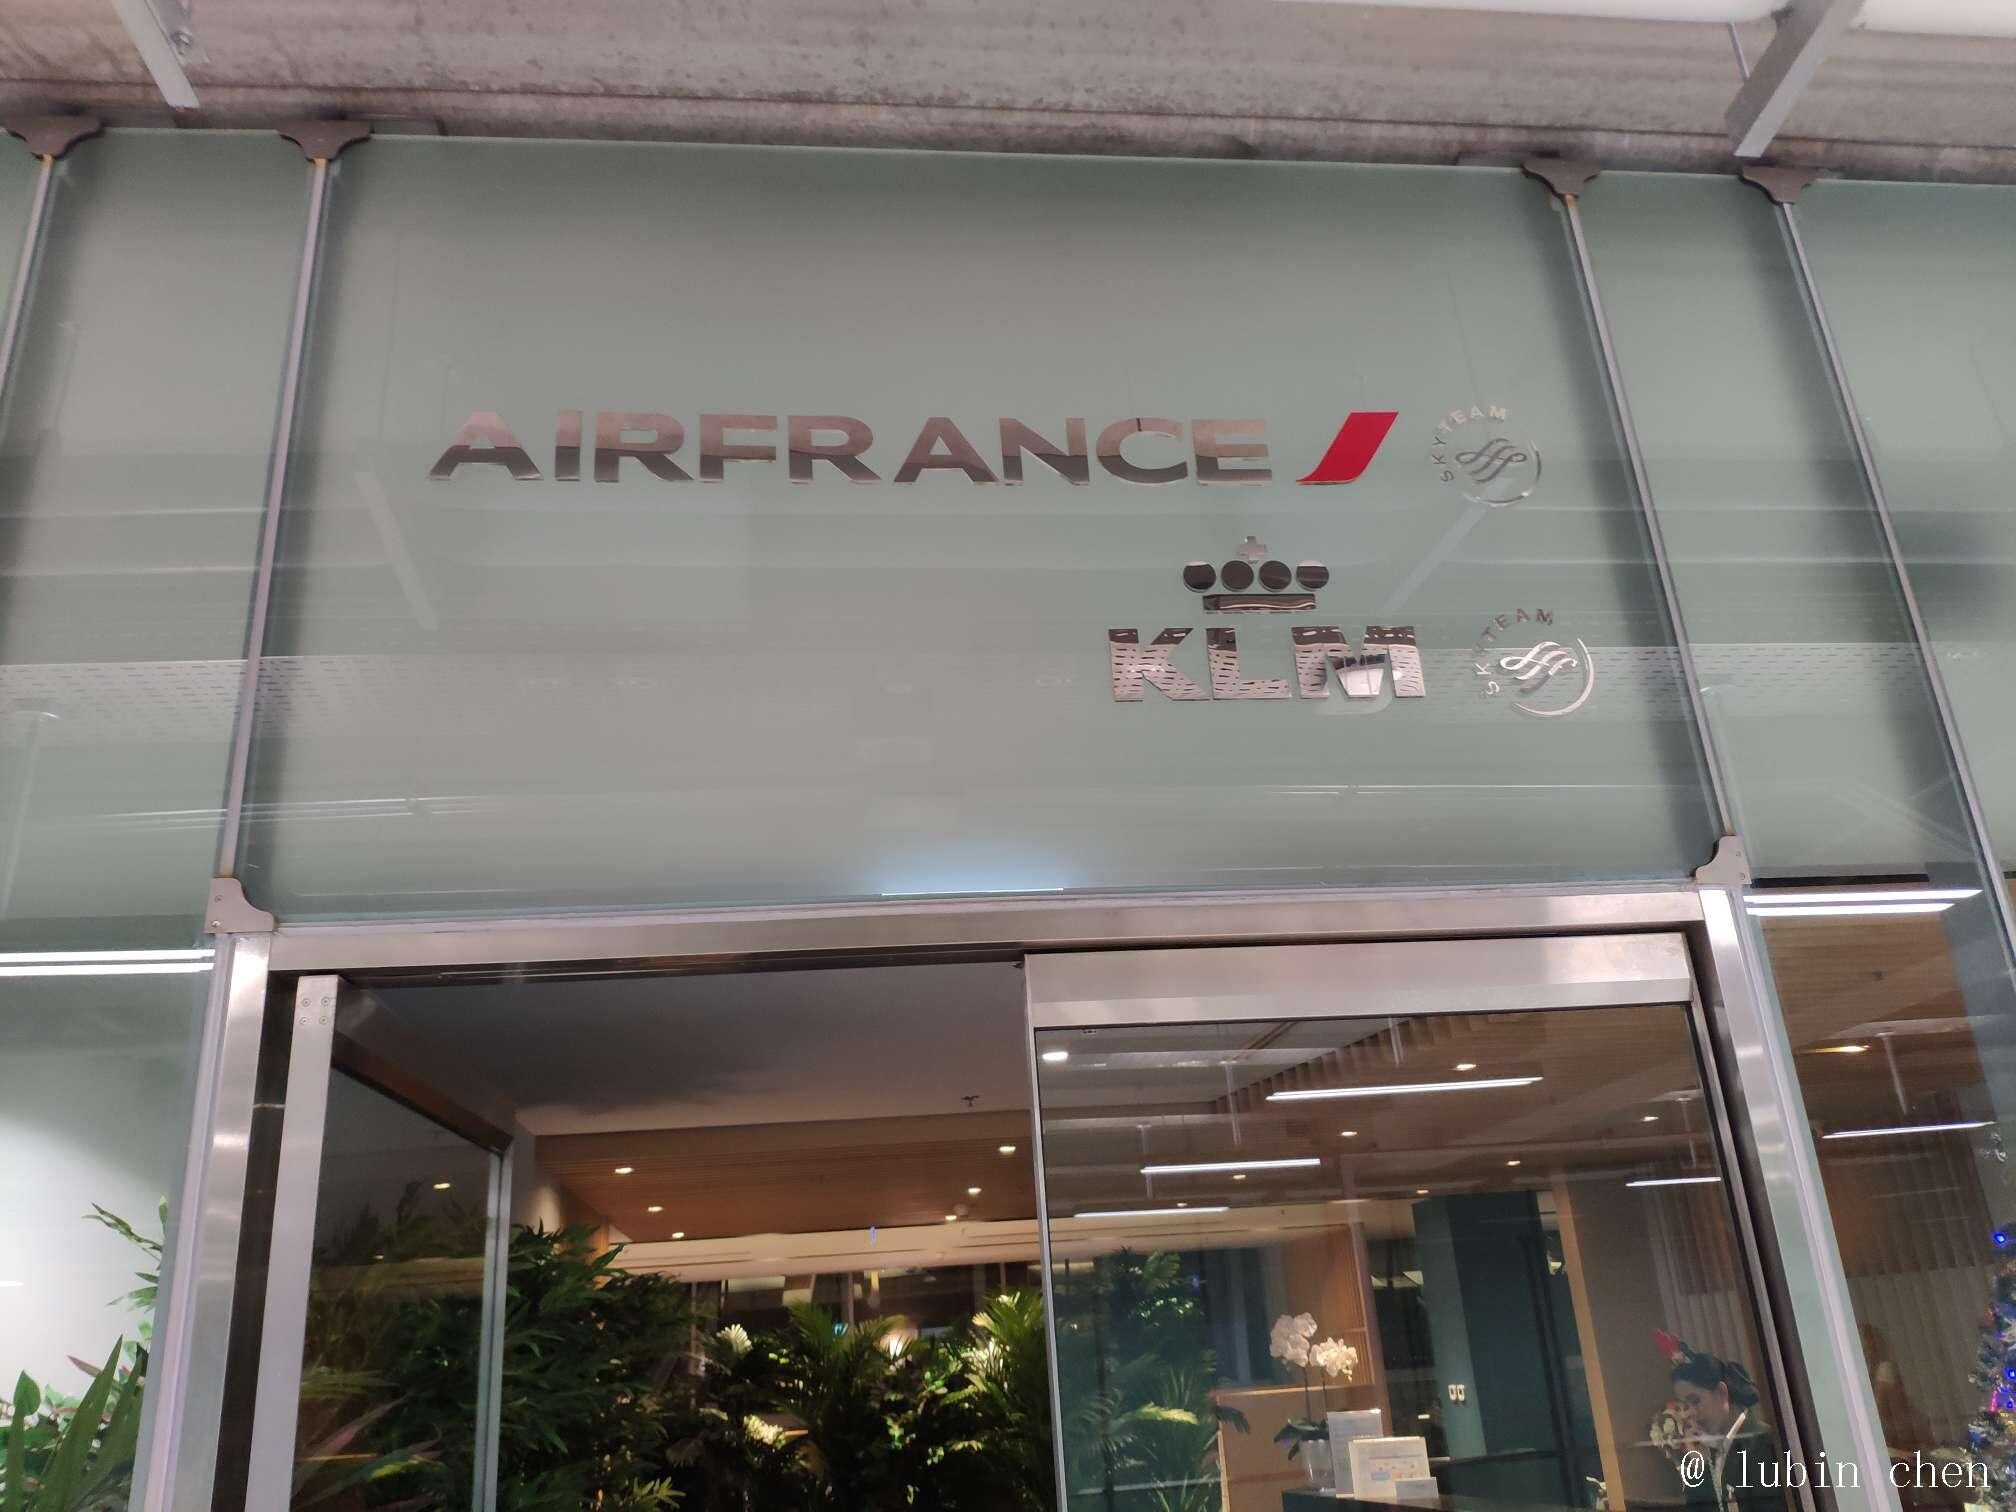 AIRFRANCE SKYTEAM
KLM SKYTEAM
@ lubin chen